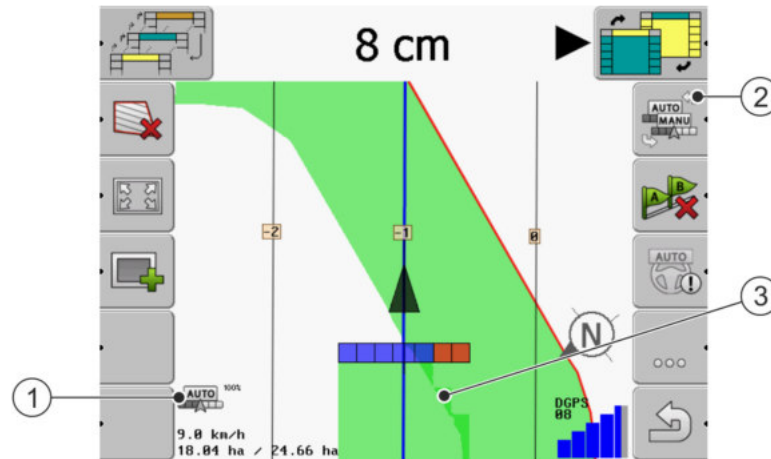 8 cm
AUTO
MANU
2
A B
-2
-1
0
AUTO
3
N
1
AUTO 100%
DGPS
08
9.0 km/h
18.04 ha / 24.66 ha